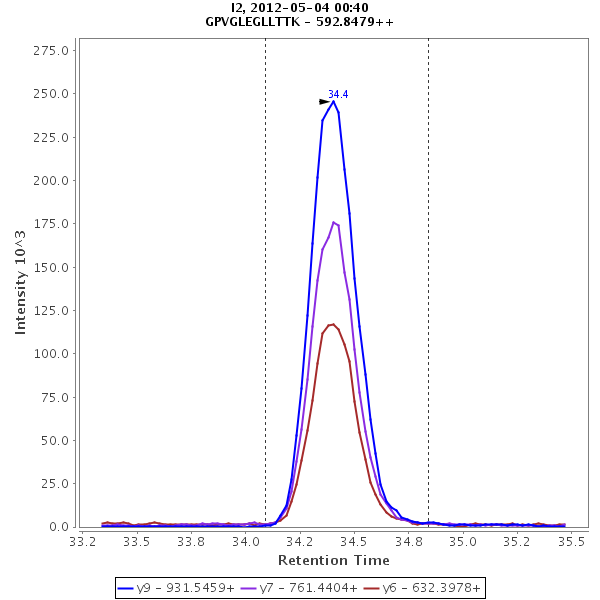 I2, 2012-05-04 00:40
GPVGLEGLLTTK - 592.8479++
275.0
250.0
225.0
200.0
175.0
150.0
125.0
100.0
75.0
50.0
25.0
0.0
Intensity 10^3
34.4
33.2 33.5 33.8 34.0 34.2 34.5 34.8 35.0 35.2 35.5
Retention Time
y9 - 931.5459+ y7 - 761.4404+ y6 - 632.3978+